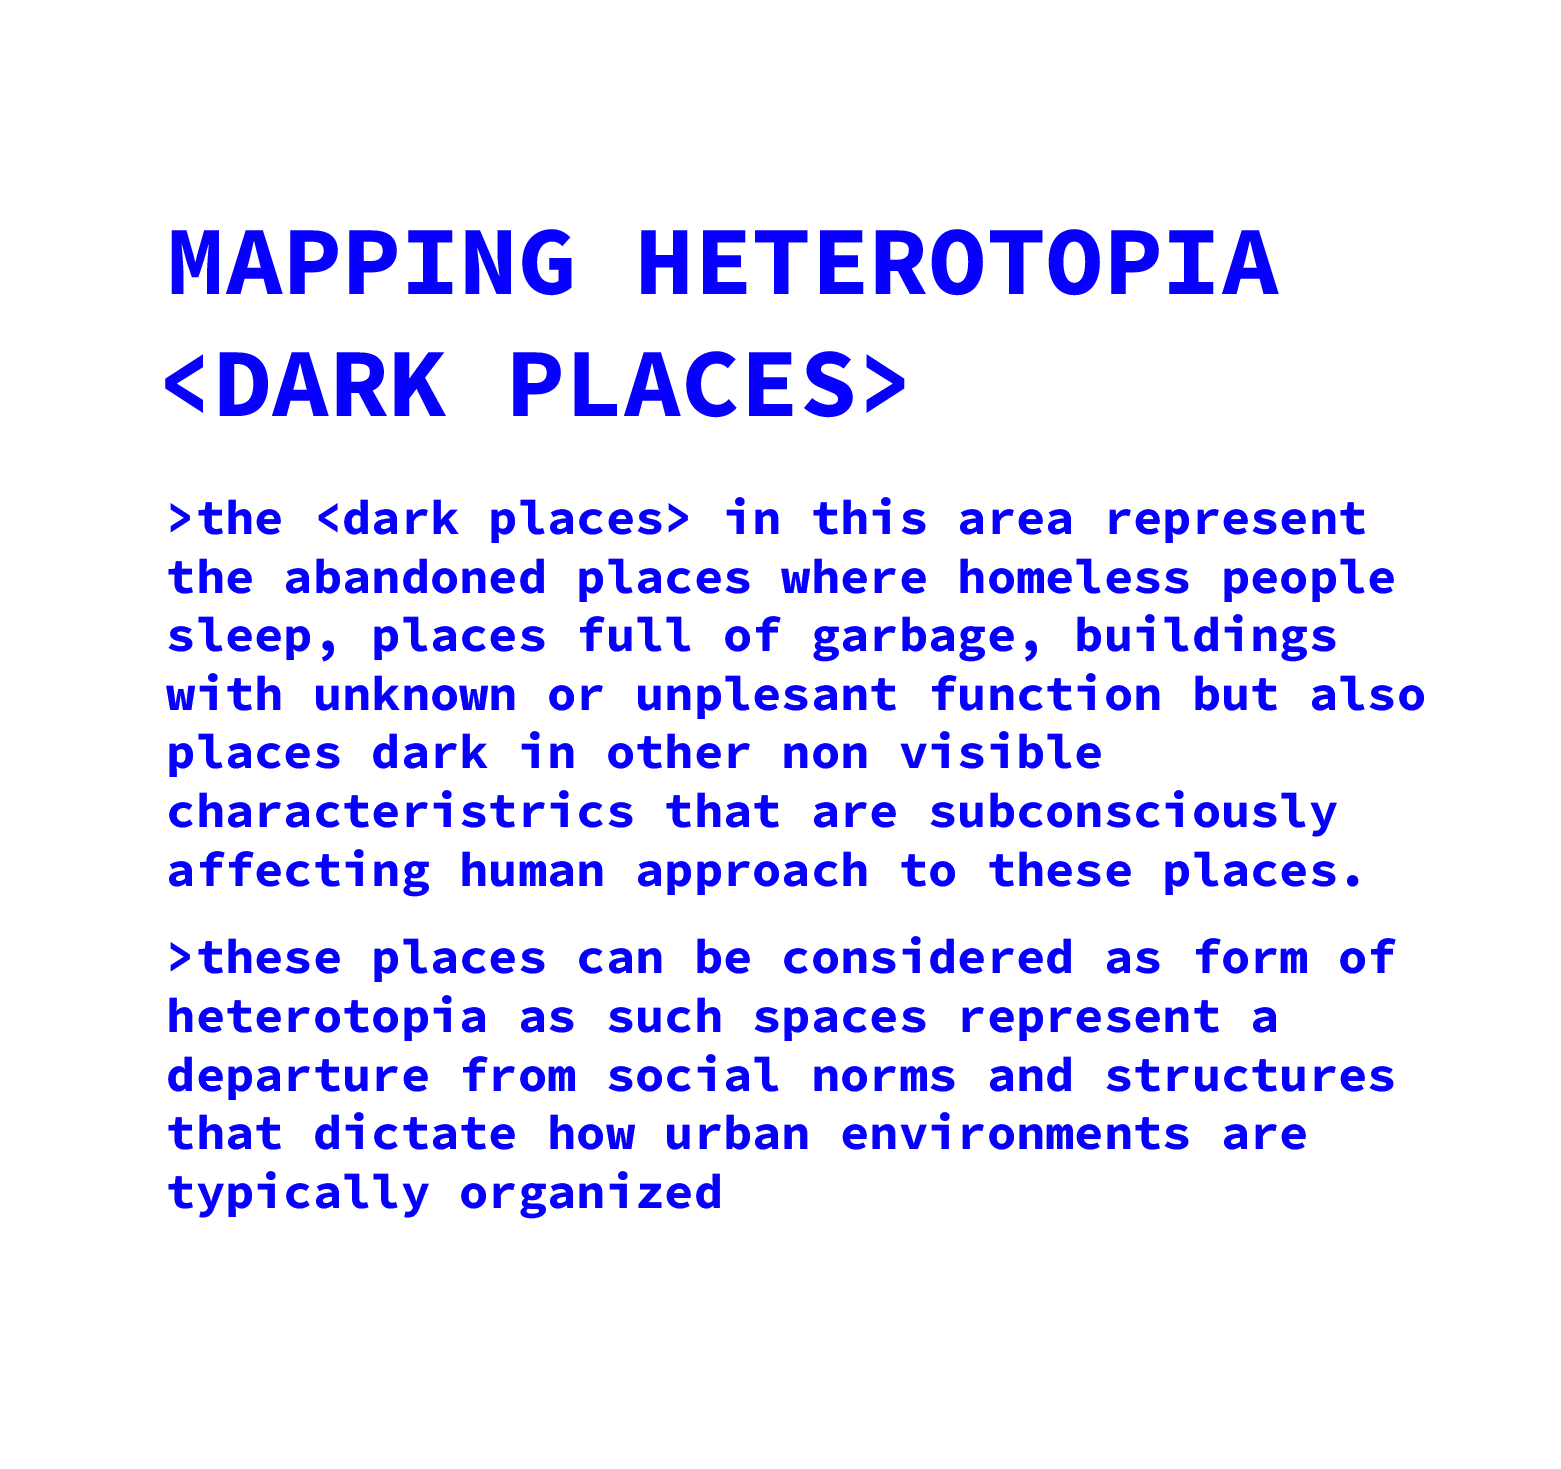 MAPPING HETEROTOPIA
<DARK PLACES>
>the <dark places> in this area represent
the abandoned places where homeless people
sleep, places full of garbage, buildings
with unknown or unplesant function but also
places dark in other non visible
characteristrics that are subconsciously
affecting human approach to these places.
>these places can be considered as form of
heterotopia as such spaces represent a
departure from social norms and structures
that dictate how urban environments are
typically organized